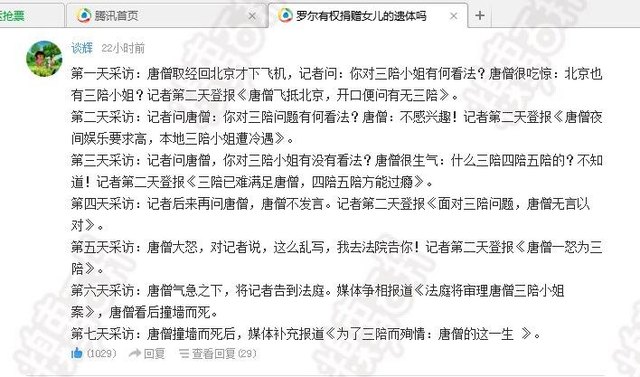 抢票
腾讯首页
罗尔有权捐赠女儿的遗体吗
谈辉 22小时前
第一天采访：唐僧取经回北京才下飞机，记者问：你对三陪小姐有何看法？唐僧很吃惊：北京也
有三陪小姐？记者第二天登报《唐僧飞抵北京，开口便问有无三陪》。
第二天采访：记者问唐僧，你对三陪问题有何看法？唐僧：不感兴趣！记者第二天登报《唐僧夜
间娱乐要求高，本地三陪小姐遭冷遇》。
第三天采访：记者问唐僧，你对三陪小姐有没有看法？唐僧很生气：什么三陪四陪五陪的？不知
道！记者第二天登报《三陪已难满足唐僧，四陪五陪方能过瘾》。
第四天采访：记者后来再问唐僧，唐僧不发言。记者第二天登报《面对三陪问题，唐僧无言以
对》。
第五天采访：唐僧大怒，对记者说，这么乱写，我去法院告你！记者第二天登报《唐僧一怒为三
陪》。
第六天采访：唐僧气急之下，将记者告到法庭。媒体争相报道《法庭将审理唐僧三陪小姐
案》，唐僧看后撞墙而死。
第七天采访：唐僧撞墙而死后，媒体补充报道《为了三陪而殉情：唐僧的这一生 》。
(1029) 回复 查看回复(29)